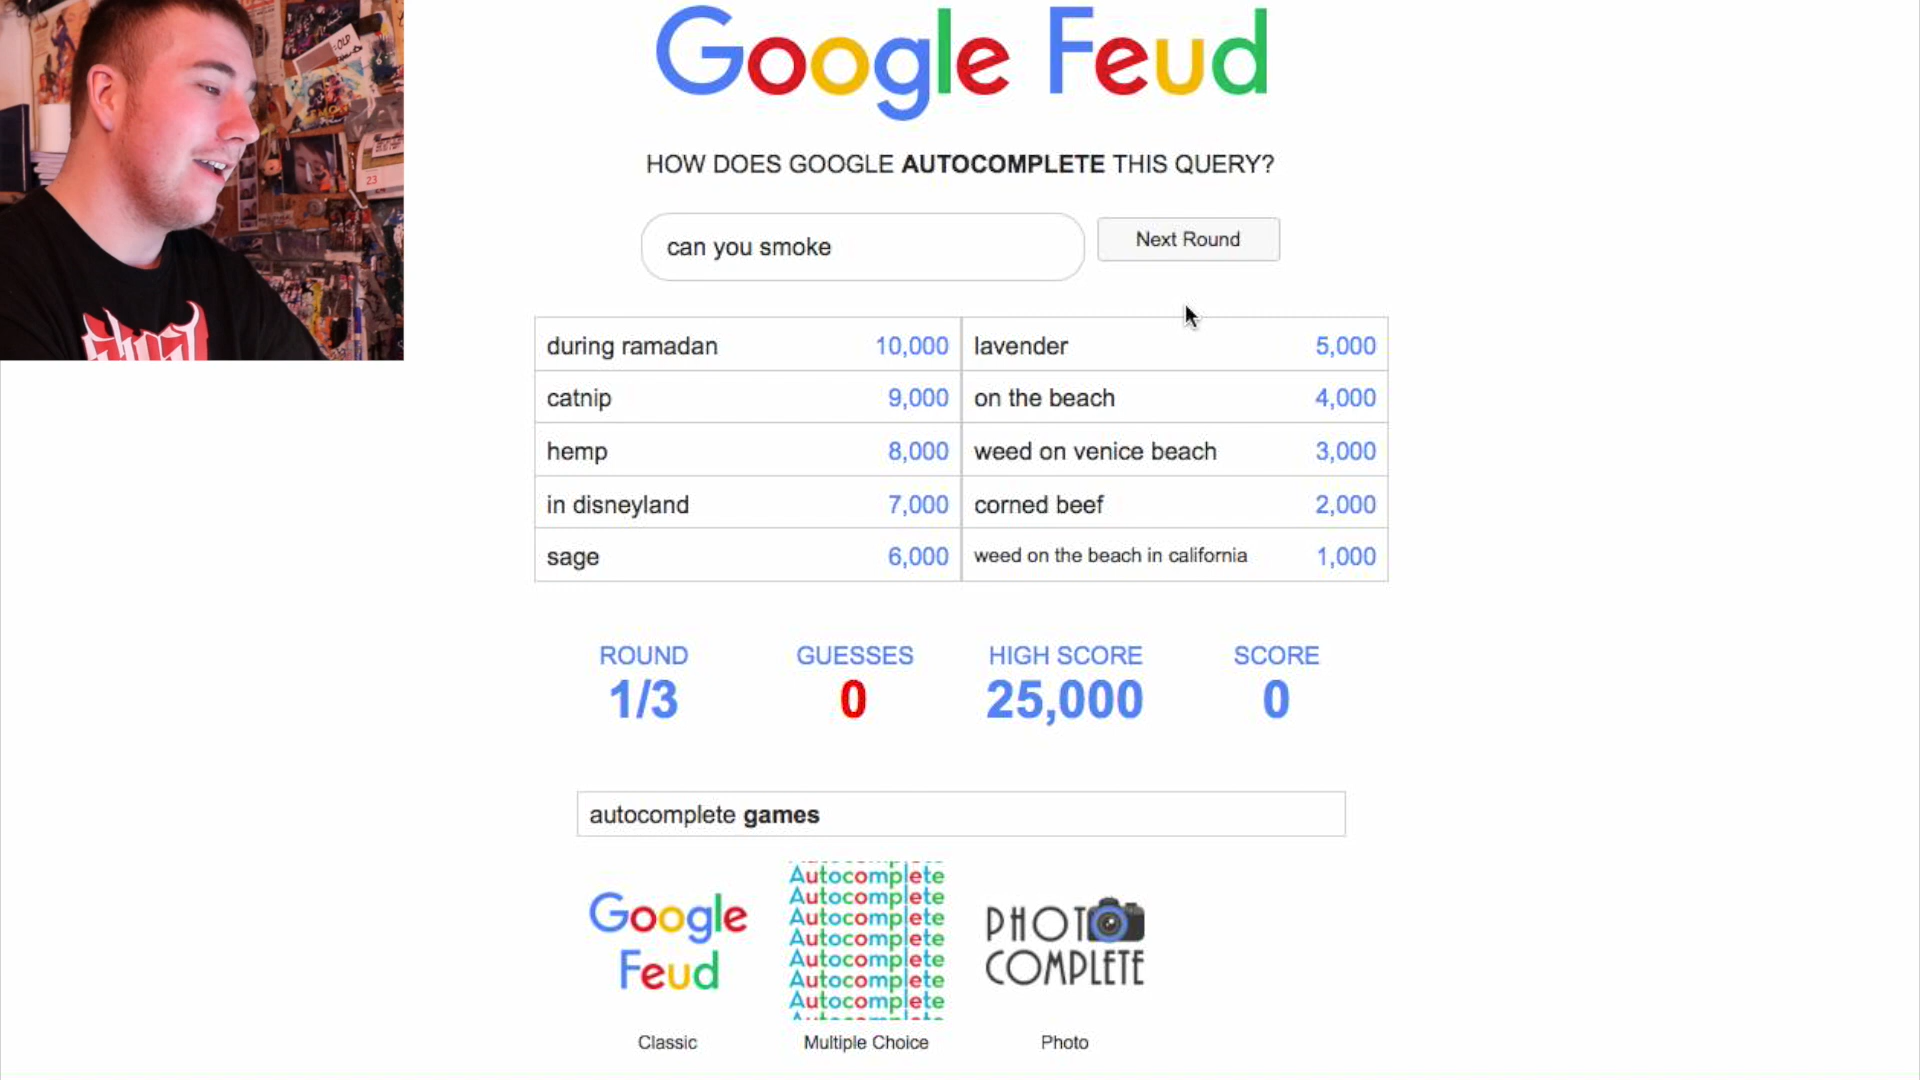 Google Feud
HOW DOES GOOGLE AUTOCOMPLETE THIS QUERY?
can you smoke
Next Round
during ramadan 10,000 lavender 5,000
catnip 9,000 on the beach 4,000
hemp 8,000 weed on venice beach 3,000
in disneyland 7,000 corned beef 2,000
sage 6,000 weed on the beach in california 1,000
ROUND GUESSES HIGH SCORE SCORE
1/3 0 25,000 0
autocomplete games
Google
Feud
Classic
Autocomplete
Autocomplete
Autocomplete
Autocomplete
Autocomplete
Autocomplete
Autocomplete
Multiple Choice
PHOTO
COMPLETE
Photo
OLD
23